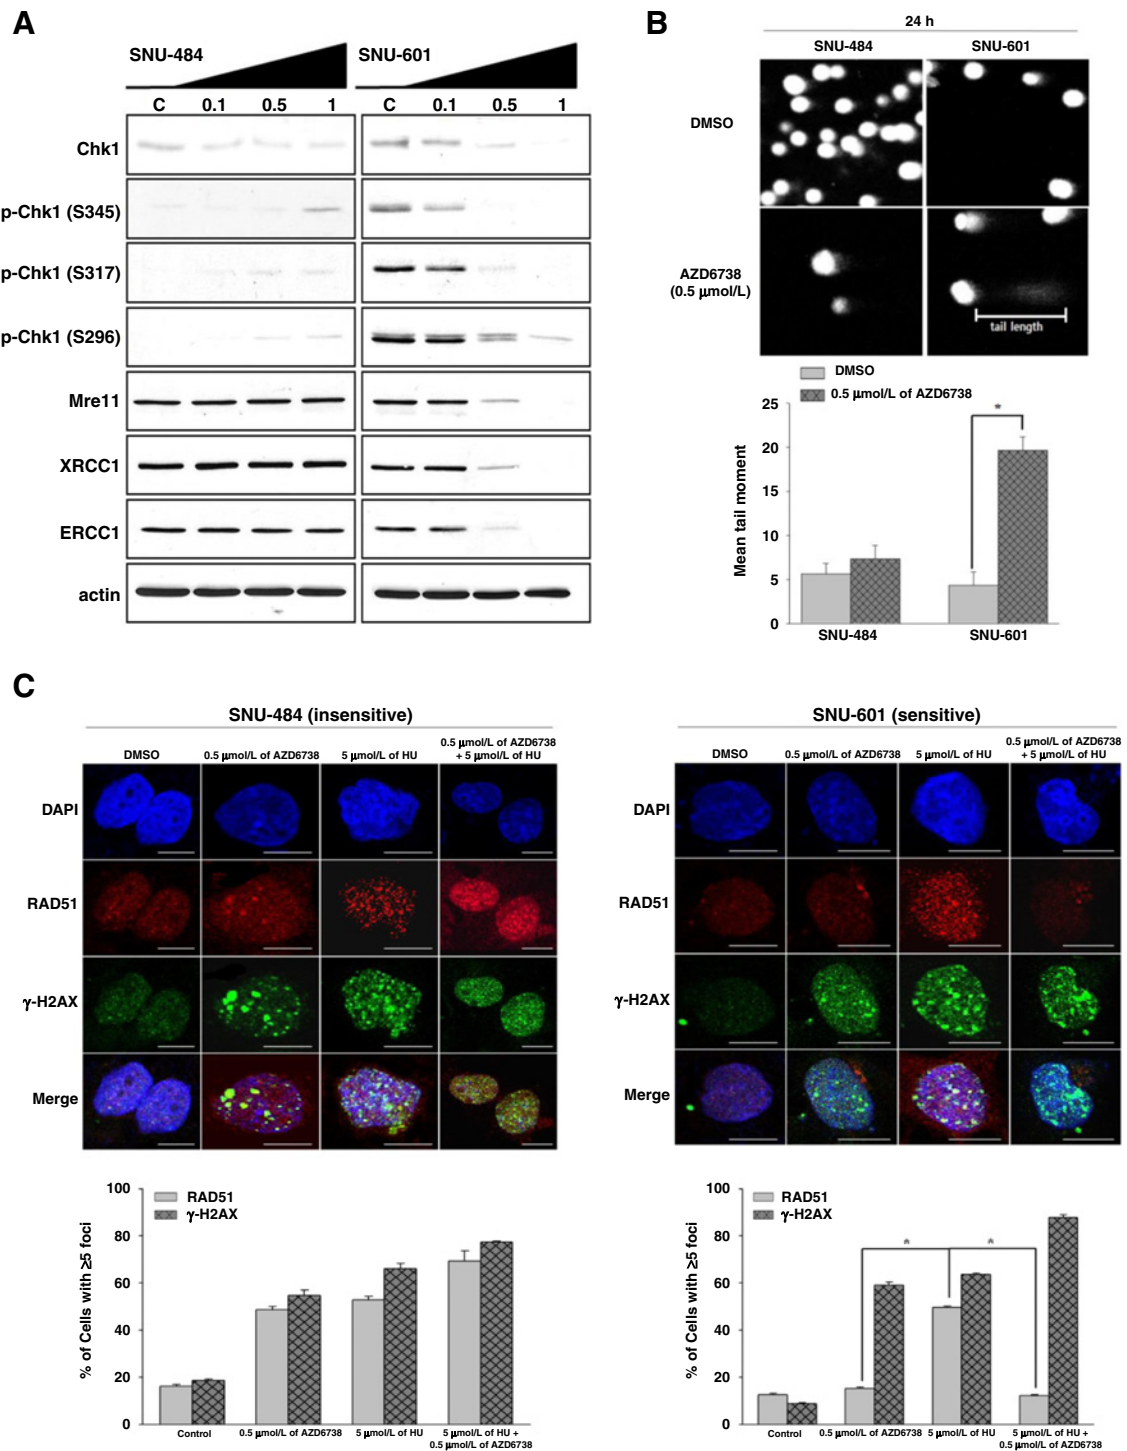 A
SNU-484
SNU-601
C 0.1 0.5 1
C 0.1 0.5 1
Chk1
p-Chk1 (S345)
p-Chk1 (S317)
p-Chk1 (S296)
Mre11
XRCC1
ERCC1
actin
B
24 h
SNU-484 SNU-601
DMSO
AZD6738
(0.5 μmol/L)
tail length
DMSO
0.5 μmol/L of AZD6738
Mean tail moment
25
20
15
10
5
0
*
SNU-484 SNU-601
C
SNU-484 (insensitive)
DMSO
0.5 μmol/L of AZD6738
5 μmol/L of HU
0.5 μmol/L of AZD6738
+ 5 μmol/L of HU
DAPI
RAD51
γ-H2AX
Merge
% of Cells with ≥5 foci
100
80
60
40
20
0
RAD51
γ-H2AX
Control
0.5 μmol/L of AZD6738
5 μmol/L of HU
5 μmol/L of HU +
0.5 μmol/L of AZD6738
SNU-601 (sensitive)
DMSO
0.5 μmol/L of AZD6738
5 μmol/L of HU
0.5 μmol/L of AZD6738
+ 5 μmol/L of HU
DAPI
RAD51
γ-H2AX
Merge
% of Cells with ≥5 foci
100
80
60
40
20
0
RAD51
γ-H2AX
* *
Control
0.5 μmol/L of AZD6738
5 μmol/L of HU
5 μmol/L of HU +
0.5 μmol/L of AZD6738